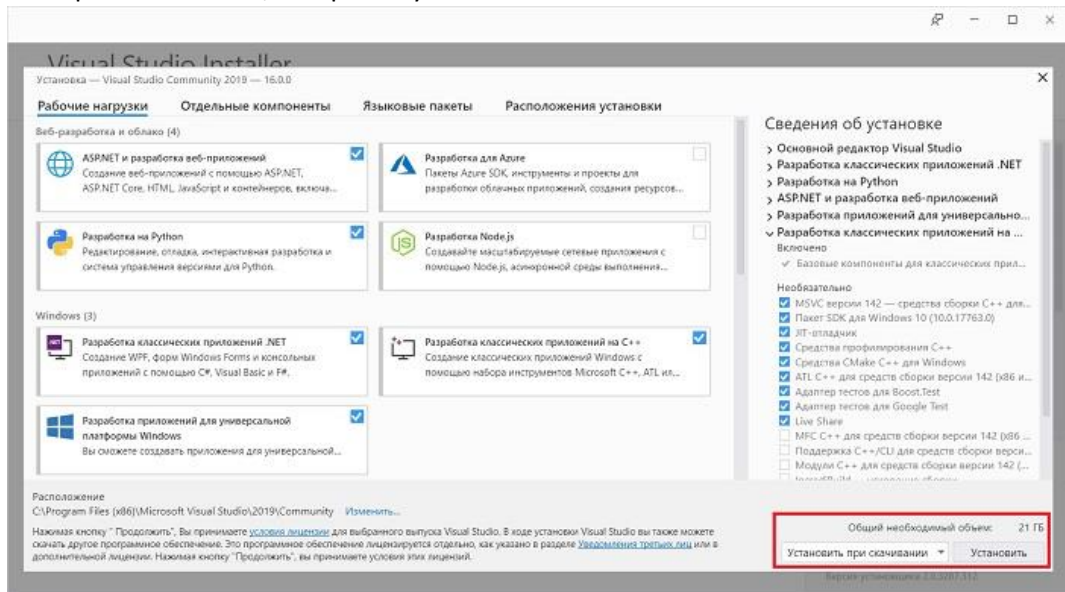 Visual Studio Installer
Установка — Visual Studio Community 2019 — 16.0.0
Рабочие нагрузки Отдельные компоненты Языковые пакеты Расположения установки
Веб-разработка и облако (4)
ASP.NET и разработка веб-приложений
Создание веб-приложений с помощью ASP.NET,
ASP.NET Core, HTML, JavaScript и контейнеров, включа...
Разработка для Azure
Пакеты Azure SDK, инструменты и проекты для
разработки облачных приложений, создания ресурсов...
Разработка на Python
Редактирование, отладка, интерактивная разработка и
система управления версиями для Python.
Разработка Node.js
Создавайте масштабируемые сетевые приложения с
помощью Node.js, асинхронной среды выполнения...
Windows (3)
Разработка классических приложений .NET
Создание WPF, форм Windows Forms и консольных
приложений с помощью C#, Visual Basic и F#.
Разработка классических приложений на C++
Создание классических приложений Windows с
помощью набора инструментов Microsoft C++, ATL ил...
Разработка приложений для универсальной
платформы Windows
Вы сможете создавать приложения для универсальной...
Сведения об установке
Основной редактор Visual Studio
Разработка классических приложений .NET
Разработка на Python
ASP.NET и разработка веб-приложений
Разработка приложений для универсально...
Разработка классических приложений на ...
Включено
Базовые компоненты для классических прил...
Необязательно
MSVC версии 142 — средства сборки C++ для...
Пакет SDK для Windows 10 (10.0.17763.0)
JIT-отладчик
Средства профилирования C++
Средства CMake C++ для Windows
ATL C++ для средств сборки версии 142 (x86 и...
Адаптер тестов для Boost.Test
Адаптер тестов для Google Test
Live Share
MFC C++ для средств сборки версии 142 (x86 ...
Поддержка C++/CLI для средств сборки верси...
Модули C++ для средств сборки версии 142 (...
Расположение
C:\Program Files (x86)\Microsoft Visual Studio\2019\Community Изменить...
Нажимая кнопку "Продолжить", Вы принимаете условия лицензии для выбранного выпуска Visual Studio. В ходе установки Visual Studio вы также можете
скачать другое программное обеспечение. Это программное обеспечение лицензируется отдельно, как указано в разделе Уведомления третьих лиц или в
дополнительной лицензии. Нажимая кнопку "Продолжить", вы принимаете условия этих лицензий.
Общий необходимый объем: 21 ГБ
Установить при скачивании Установить
Версия установщика 2.0.3287.312